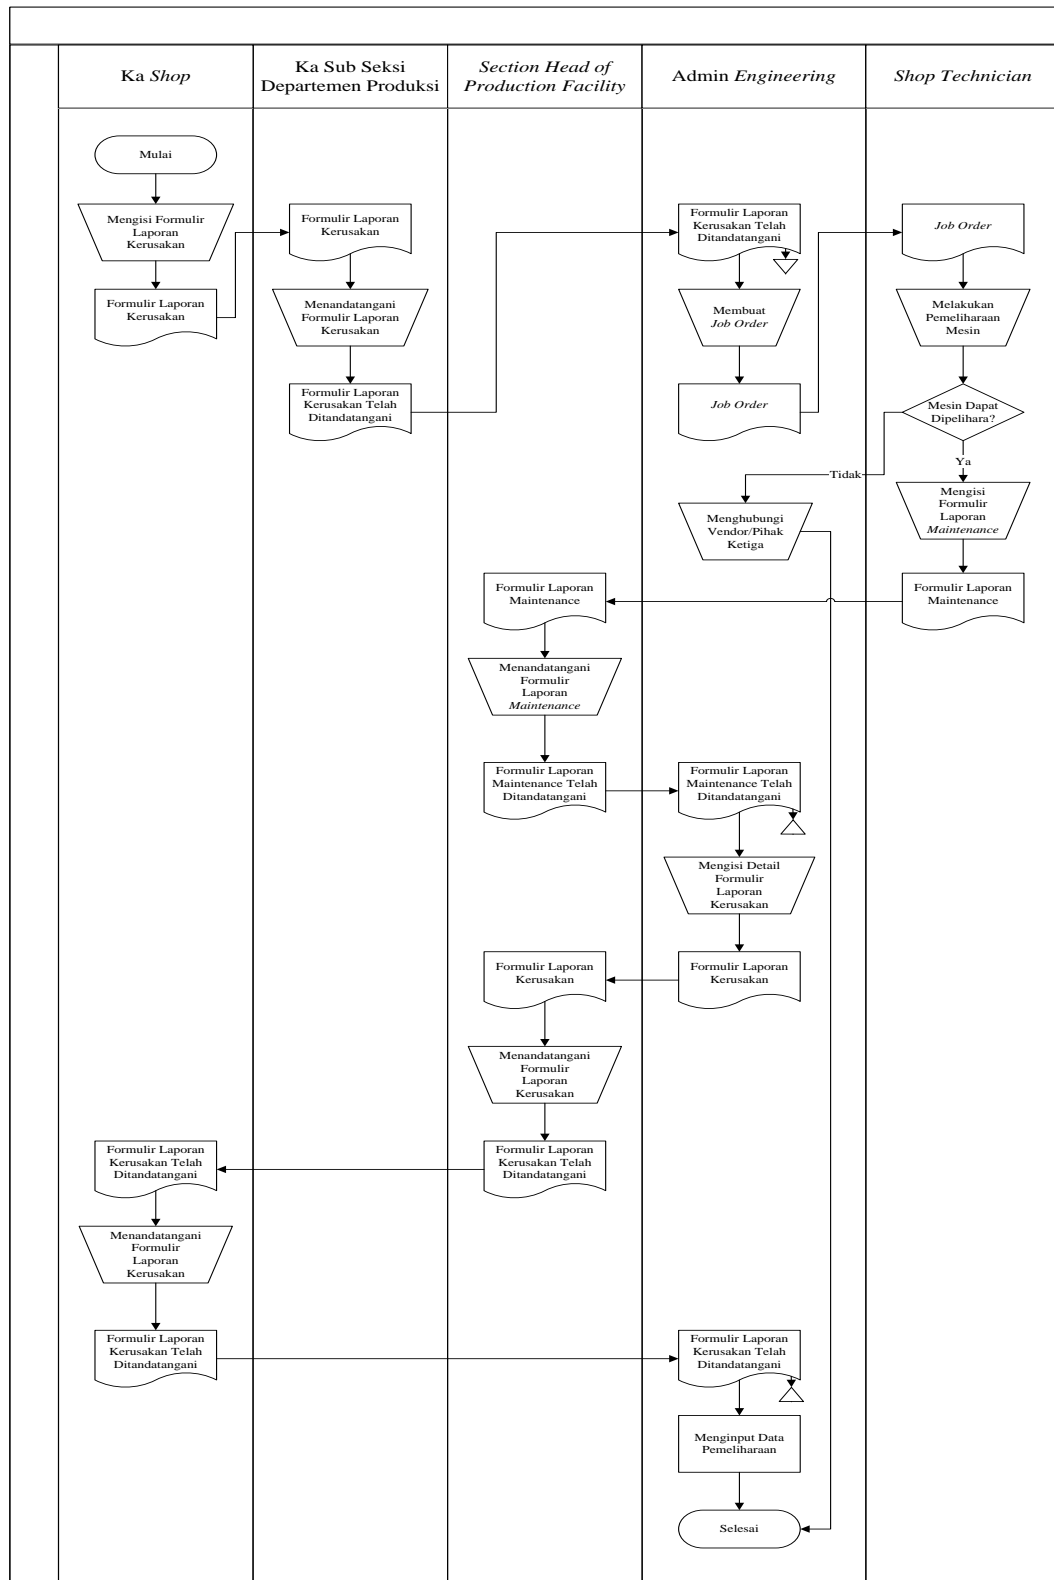 Ka Shop
Ka Sub Seksi
Departemen Produksi
Section Head of
Production Facility
Admin Engineering
Shop Technician
Mulai
Mengisi Formulir
Laporan
Kerusakan
Formulir Laporan
Kerusakan
Formulir Laporan
Kerusakan
Menandatangani
Formulir Laporan
Kerusakan
Formulir Laporan
Kerusakan Telah
Ditandatangani
Formulir Laporan
Kerusakan Telah
Ditandatangani
Membuat
Job Order
Job Order
Job Order
Melakukan
Pemeliharaan
Mesin
Mesin Dapat
Dipelihara?
Ya
Tidak
Mengisi
Formulir
Laporan
Maintenance
Menghubungi
Vendor/Pihak
Ketiga
Formulir Laporan
Maintenance
Formulir Laporan
Maintenance
Menandatangani
Formulir
Laporan
Maintenance
Formulir Laporan
Maintenance Telah
Ditandatangani
Formulir Laporan
Maintenance Telah
Ditandatangani
Mengisi Detail
Formulir
Laporan
Kerusakan
Formulir Laporan
Kerusakan
Formulir Laporan
Kerusakan
Menandatangani
Formulir
Laporan
Kerusakan
Formulir Laporan
Kerusakan Telah
Ditandatangani
Formulir Laporan
Kerusakan Telah
Ditandatangani
Menandatangani
Formulir
Laporan
Kerusakan
Formulir Laporan
Kerusakan Telah
Ditandatangani
Formulir Laporan
Kerusakan Telah
Ditandatangani
Menginput Data
Pemeliharaan
Selesai